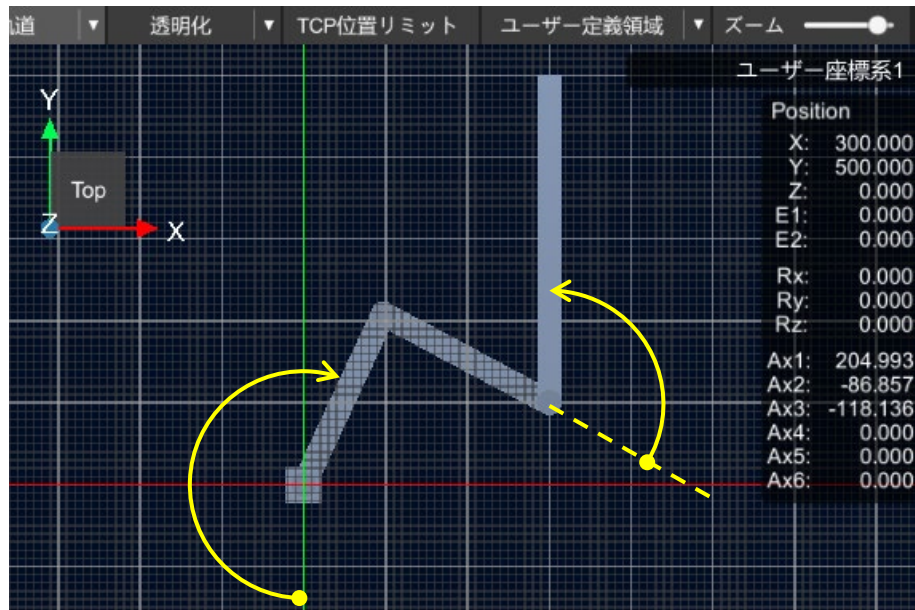 道 ▼ 透明化 ▼ TCP位置リミット ユーザー定義領域 ▼ ズーム
ユーザー座標系1
Y
Top
Z
X
Position
X: 300.000
Y: 500.000
Z: 0.000
E1: 0.000
E2: 0.000
Rx: 0.000
Ry: 0.000
Rz: 0.000
Ax1: 204.993
Ax2: -86.857
Ax3: -118.136
Ax4: 0.000
Ax5: 0.000
Ax6: 0.000